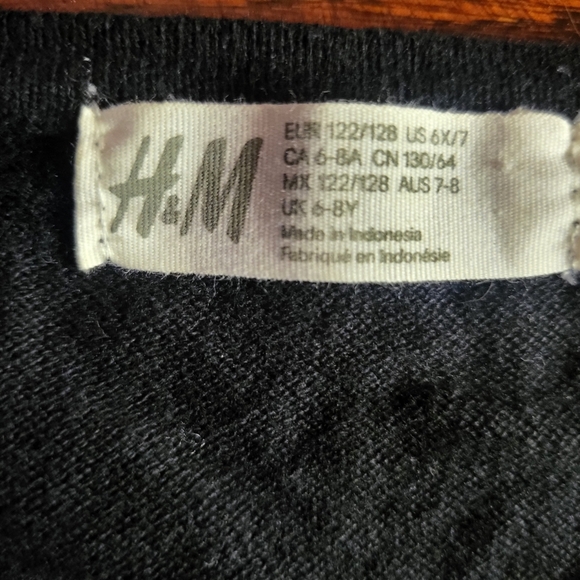 H&M
EUR 122/128 US 6X/7
CA 6-8A CN 130/64
MX 122/128 AUS 7-8
UK 6-8Y
Made in Indonesia
Fabriqué en Indonésie